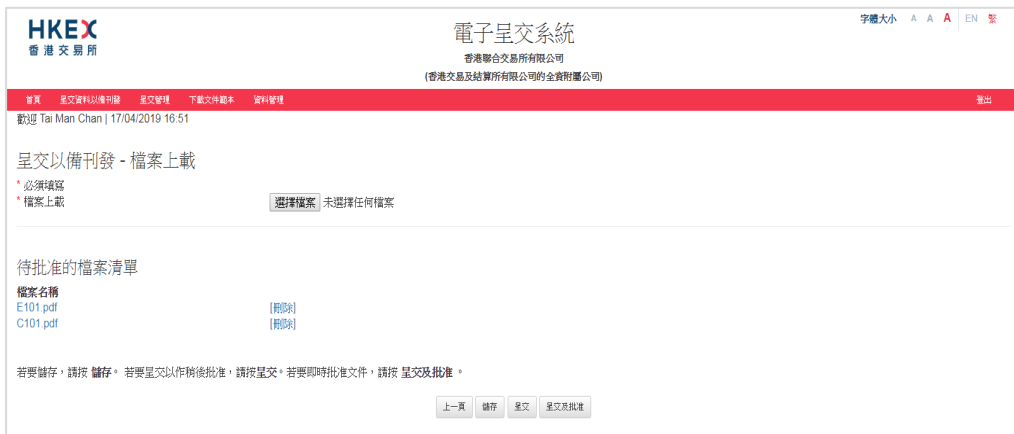 HKEX
香港交易所
電子呈交系統
香港聯合交易所有限公司
(香港交易及結算所有限公司的全資附屬公司)
字體大小 A A A EN 繁
首頁 呈交資料以備刊發 呈交管理 下載文件範本 資料管理 登出
歡迎 Tai Man Chan | 17/04/2019 16:51
呈交以備刊發 - 檔案上載
* 必須填寫
* 檔案上載 選擇檔案 未選擇任何檔案
待批准的檔案清單
檔案名稱
E101.pdf [刪除]
C101.pdf [刪除]
若要儲存，請按 儲存。 若要呈交以作稍後批准，請按呈交。若要即時批准文件，請按 呈交及批准 。
上一頁 儲存 呈交 呈交及批准